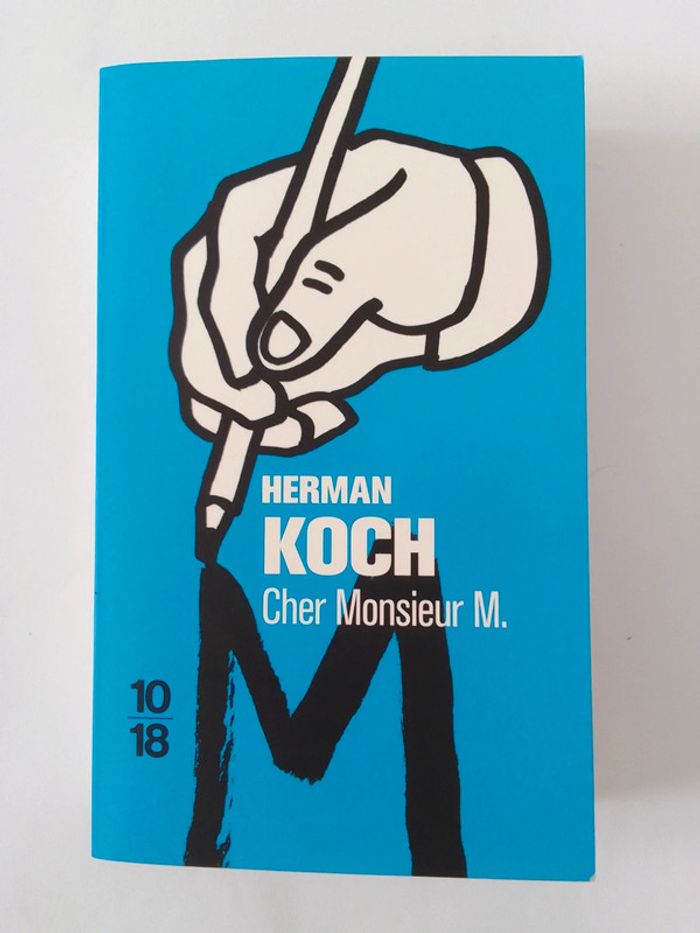 HERMAN
KOCH
Cher Monsieur M.
10
18
M